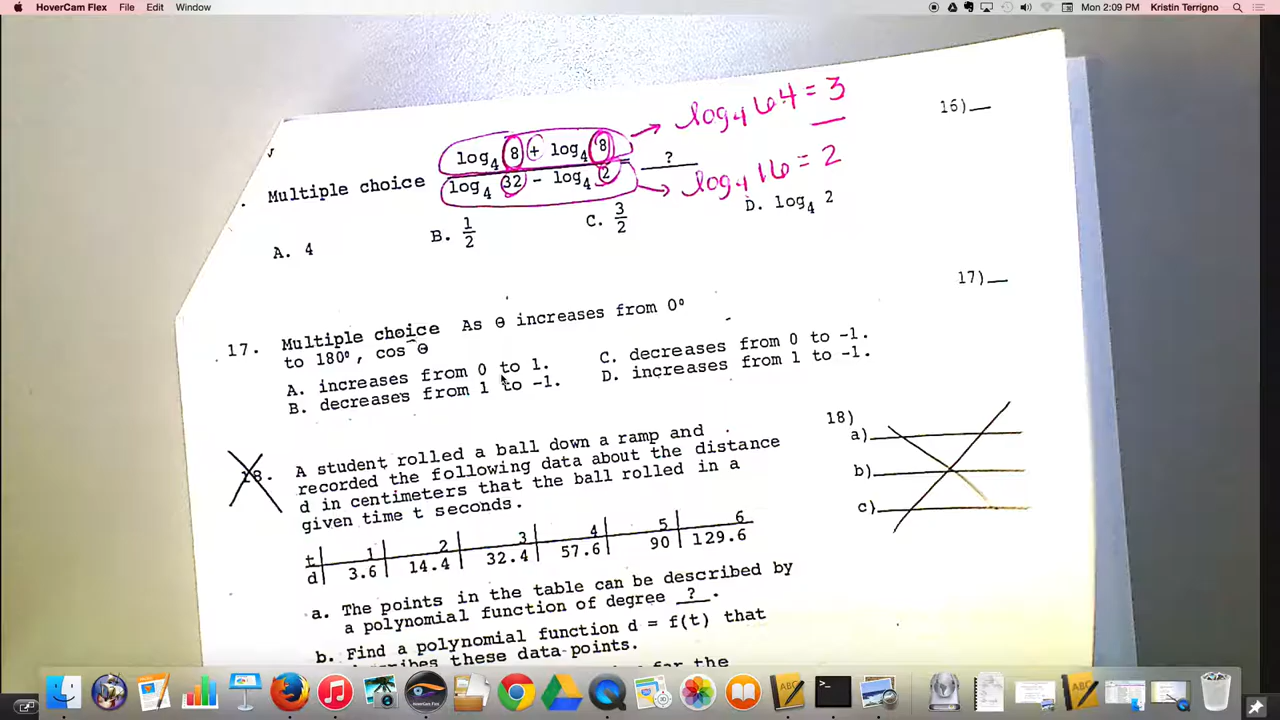 HoverCam Flex File Edit Window
Mon 2:09 PM Kristin Terrigno
log₄ 64 = 3
16)
log₄ 8 + log₄ 8
Multiple choice = ?
log₄ 32 - log₄ 2
log₄ 16 = 2
A. 4 B. 1/2 C. 3/2 D. log₄ 2
17)
17. Multiple choice As θ increases from 0°
to 180°, cos θ
A. increases from 0 to 1. C. decreases from 0 to -1.
B. decreases from 1 to -1. D. increases from 1 to -1.
18)
a)
b)
c)
18. A student rolled a ball down a ramp and
recorded the following data about the distance
d in centimeters that the ball rolled in a
given time t seconds.
t 1 2 3 4 5 6
d 3.6 14.4 32.4 57.6 90 129.6
a. The points in the table can be described by
a polynomial function of degree ? .
b. Find a polynomial function d = f(t) that
these data points.
for the